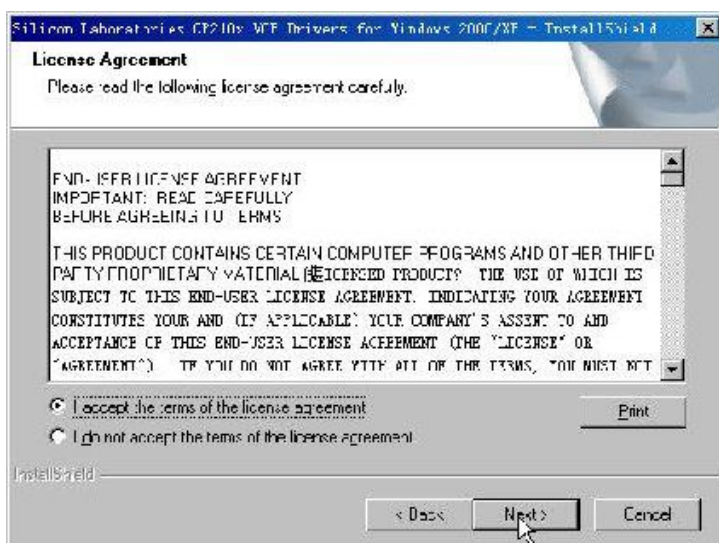 Silicon Laboratories CP210x VCP Drivers for Windows 2000/XP - InstallShield
License Agreement
Please read the following license agreement carefully.
END-USER LICENSE AGREEMENT
IMPORTANT: READ CAREFULLY
BEFORE AGREEING TO TERMS
THIS PRODUCT CONTAINS CERTAIN COMPUTER PROGRAMS AND OTHER THIRD
PARTY PROPRIETARY MATERIAL LICENSED PRODUCT? THE USE OF WHICH IS
SUBJECT TO THIS END-USER LICENSE AGREEMENT. INDICATING YOUR AGREEMENT
CONSTITUTES YOUR AND (IF APPLICABLE) YOUR COMPANY'S ASSENT TO AND
ACCEPTANCE OF THIS END-USER LICENSE AGREEMENT (THE "LICENSE" OR
"AGREEMENT"). IF YOU DO NOT AGREE WITH ALL OF THE TERMS, YOU MUST NOT
I accept the terms of the license agreement
I do not accept the terms of the license agreement
Print
InstallShield
< Back
Next >
Cancel